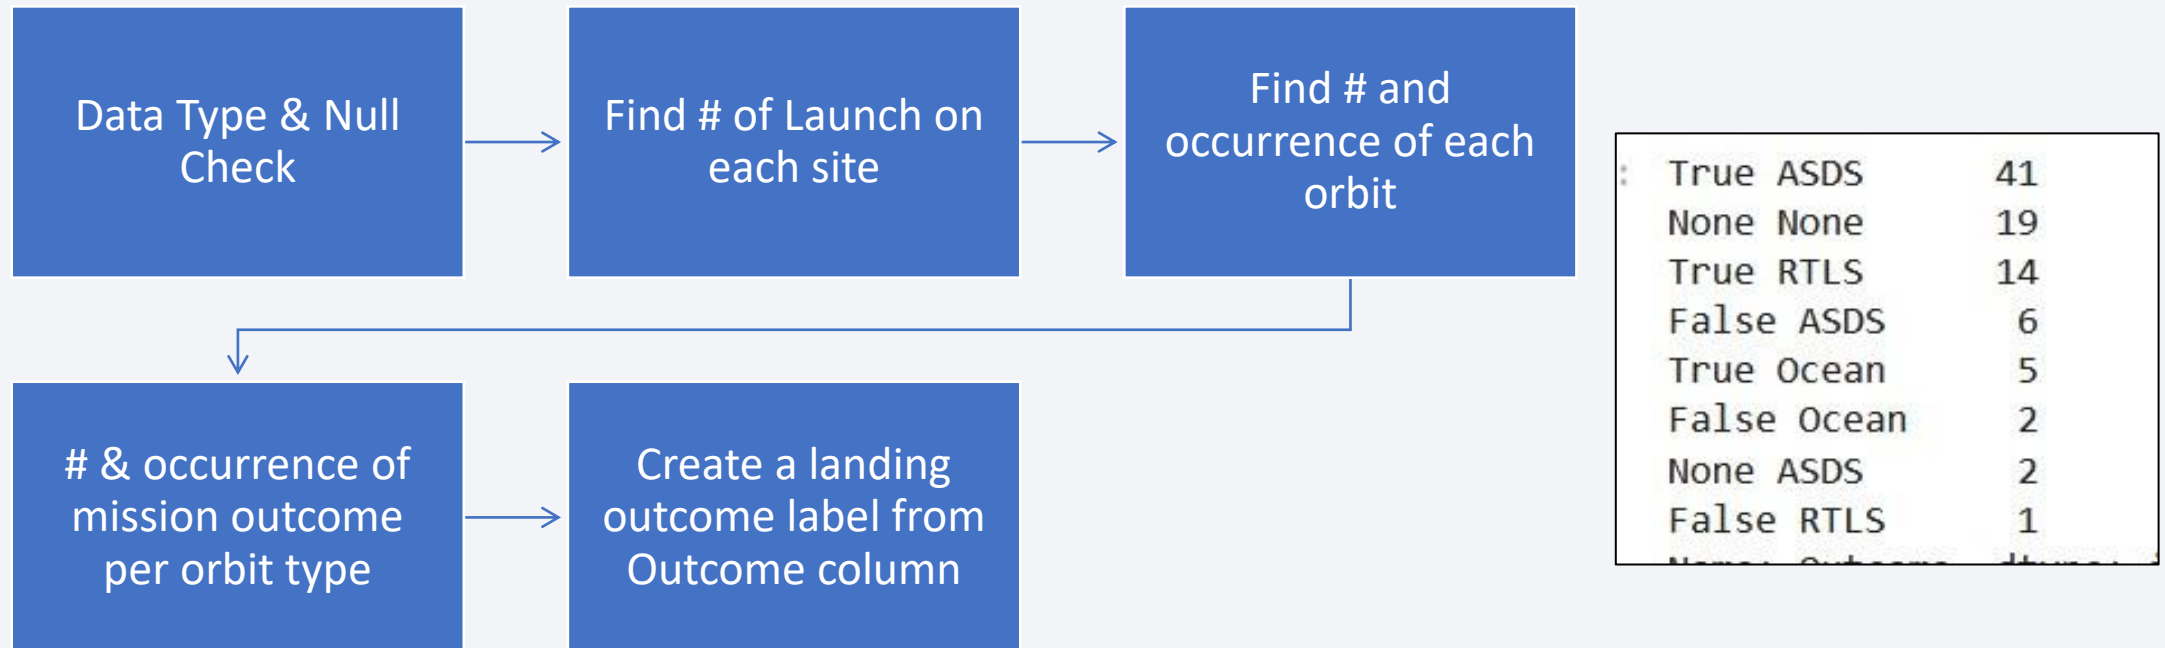 Data Type & Null
Check
Find # of Launch on
each site
Find # and
occurrence of each
orbit
# & occurrence of
mission outcome
per orbit type
Create a landing
outcome label from
Outcome column
: True ASDS 41
None None 19
True RTLS 14
False ASDS 6
True Ocean 5
False Ocean 2
None ASDS 2
False RTLS 1